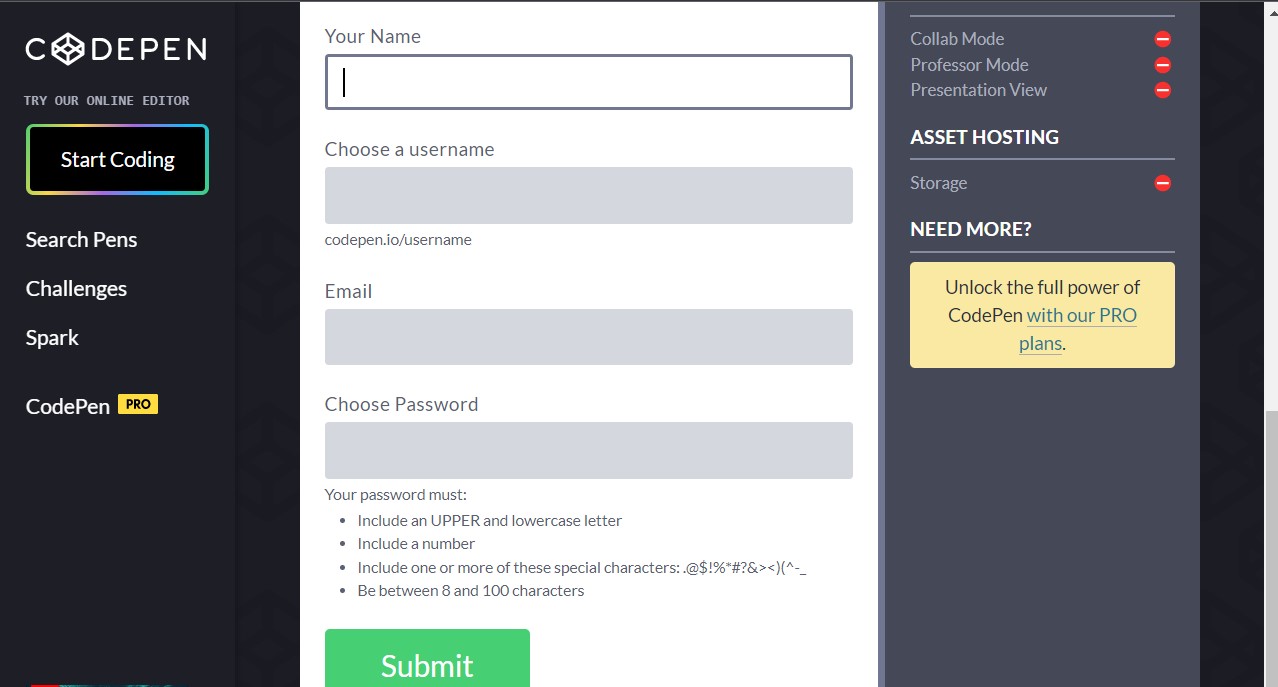 CODEPEN
TRY OUR ONLINE EDITOR
Start Coding
Search Pens
Challenges
Spark
CodePen PRO
Your Name
Choose a username
codepen.io/username
Email
Choose Password
Your password must:
• Include an UPPER and lowercase letter
• Include a number
• Include one or more of these special characters: .@$!%*#?&><)(^-_
• Be between 8 and 100 characters
Submit
Collab Mode
Professor Mode
Presentation View
ASSET HOSTING
Storage
NEED MORE?
Unlock the full power of
CodePen with our PRO
plans.